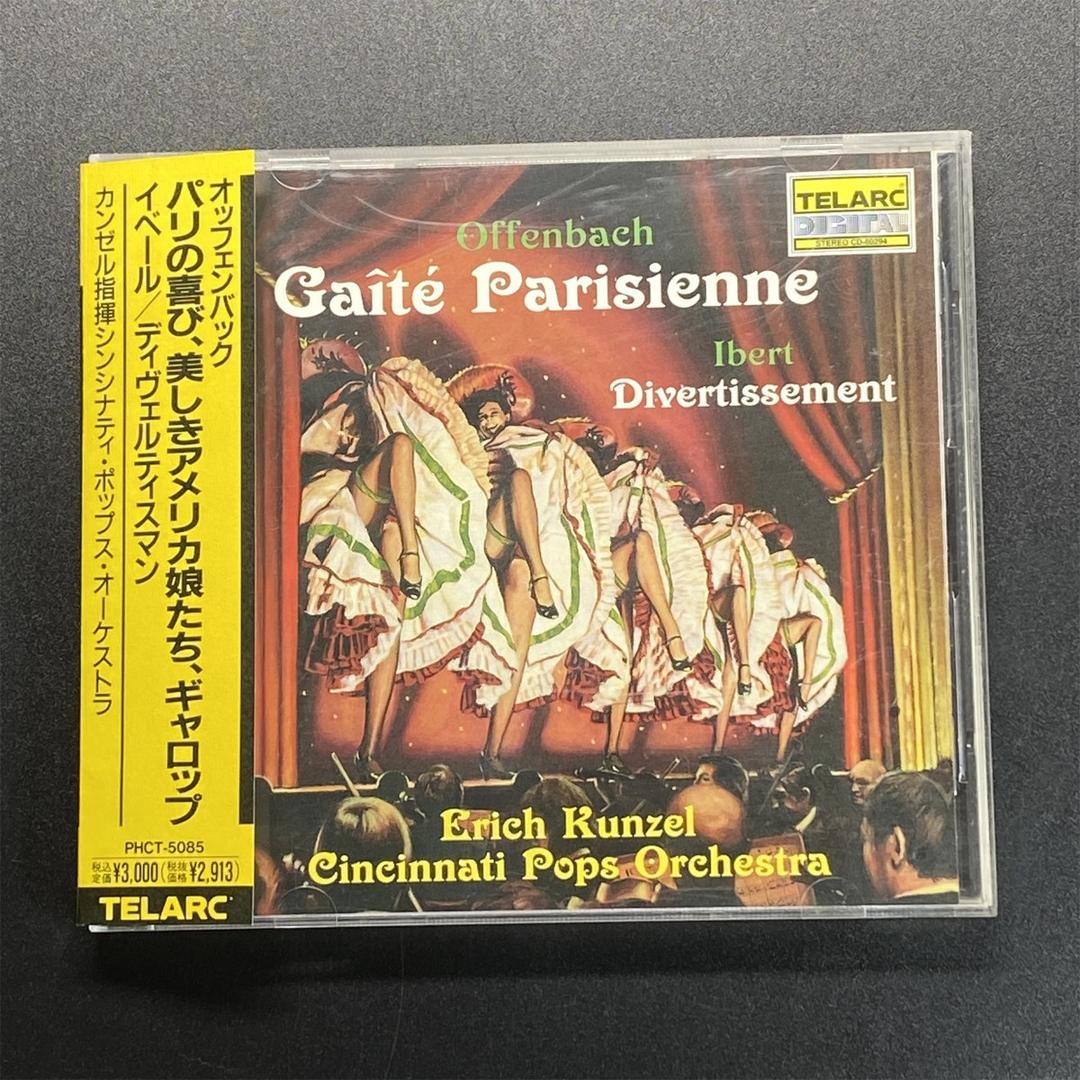 オッフェンバック
パリの喜び、美しきアメリカ娘たち、ギャロップ
イベール／ディヴェルティスマン
カンゼル指揮シンシナティ・ポップス・オーケストラ
PHCT-5085
税込定価¥3,000(税抜価格¥2,913)
TELARC
TELARC
DIGITAL
STEREO CD-80294
Offenbach
Gaîté Parisienne
Ibert
Divertissement
Erich Kunzel
Cincinnati Pops Orchestra